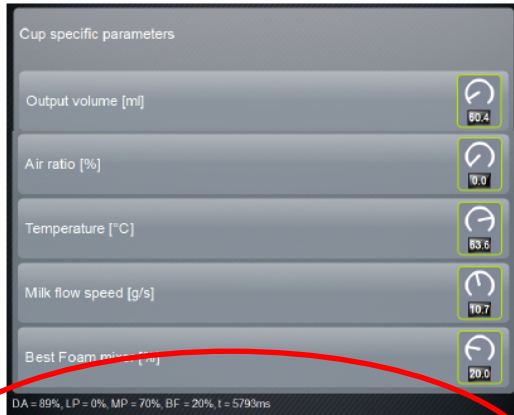 Cup specific parameters
Output volume [ml]
60.4
Air ratio [%]
0.0
Temperature [°C]
63.6
Milk flow speed [g/s]
10.7
Best Foam mixer [%]
20.0
DA = 89%, LP = 0%, MP = 70%, BF = 20%, t = 5793ms